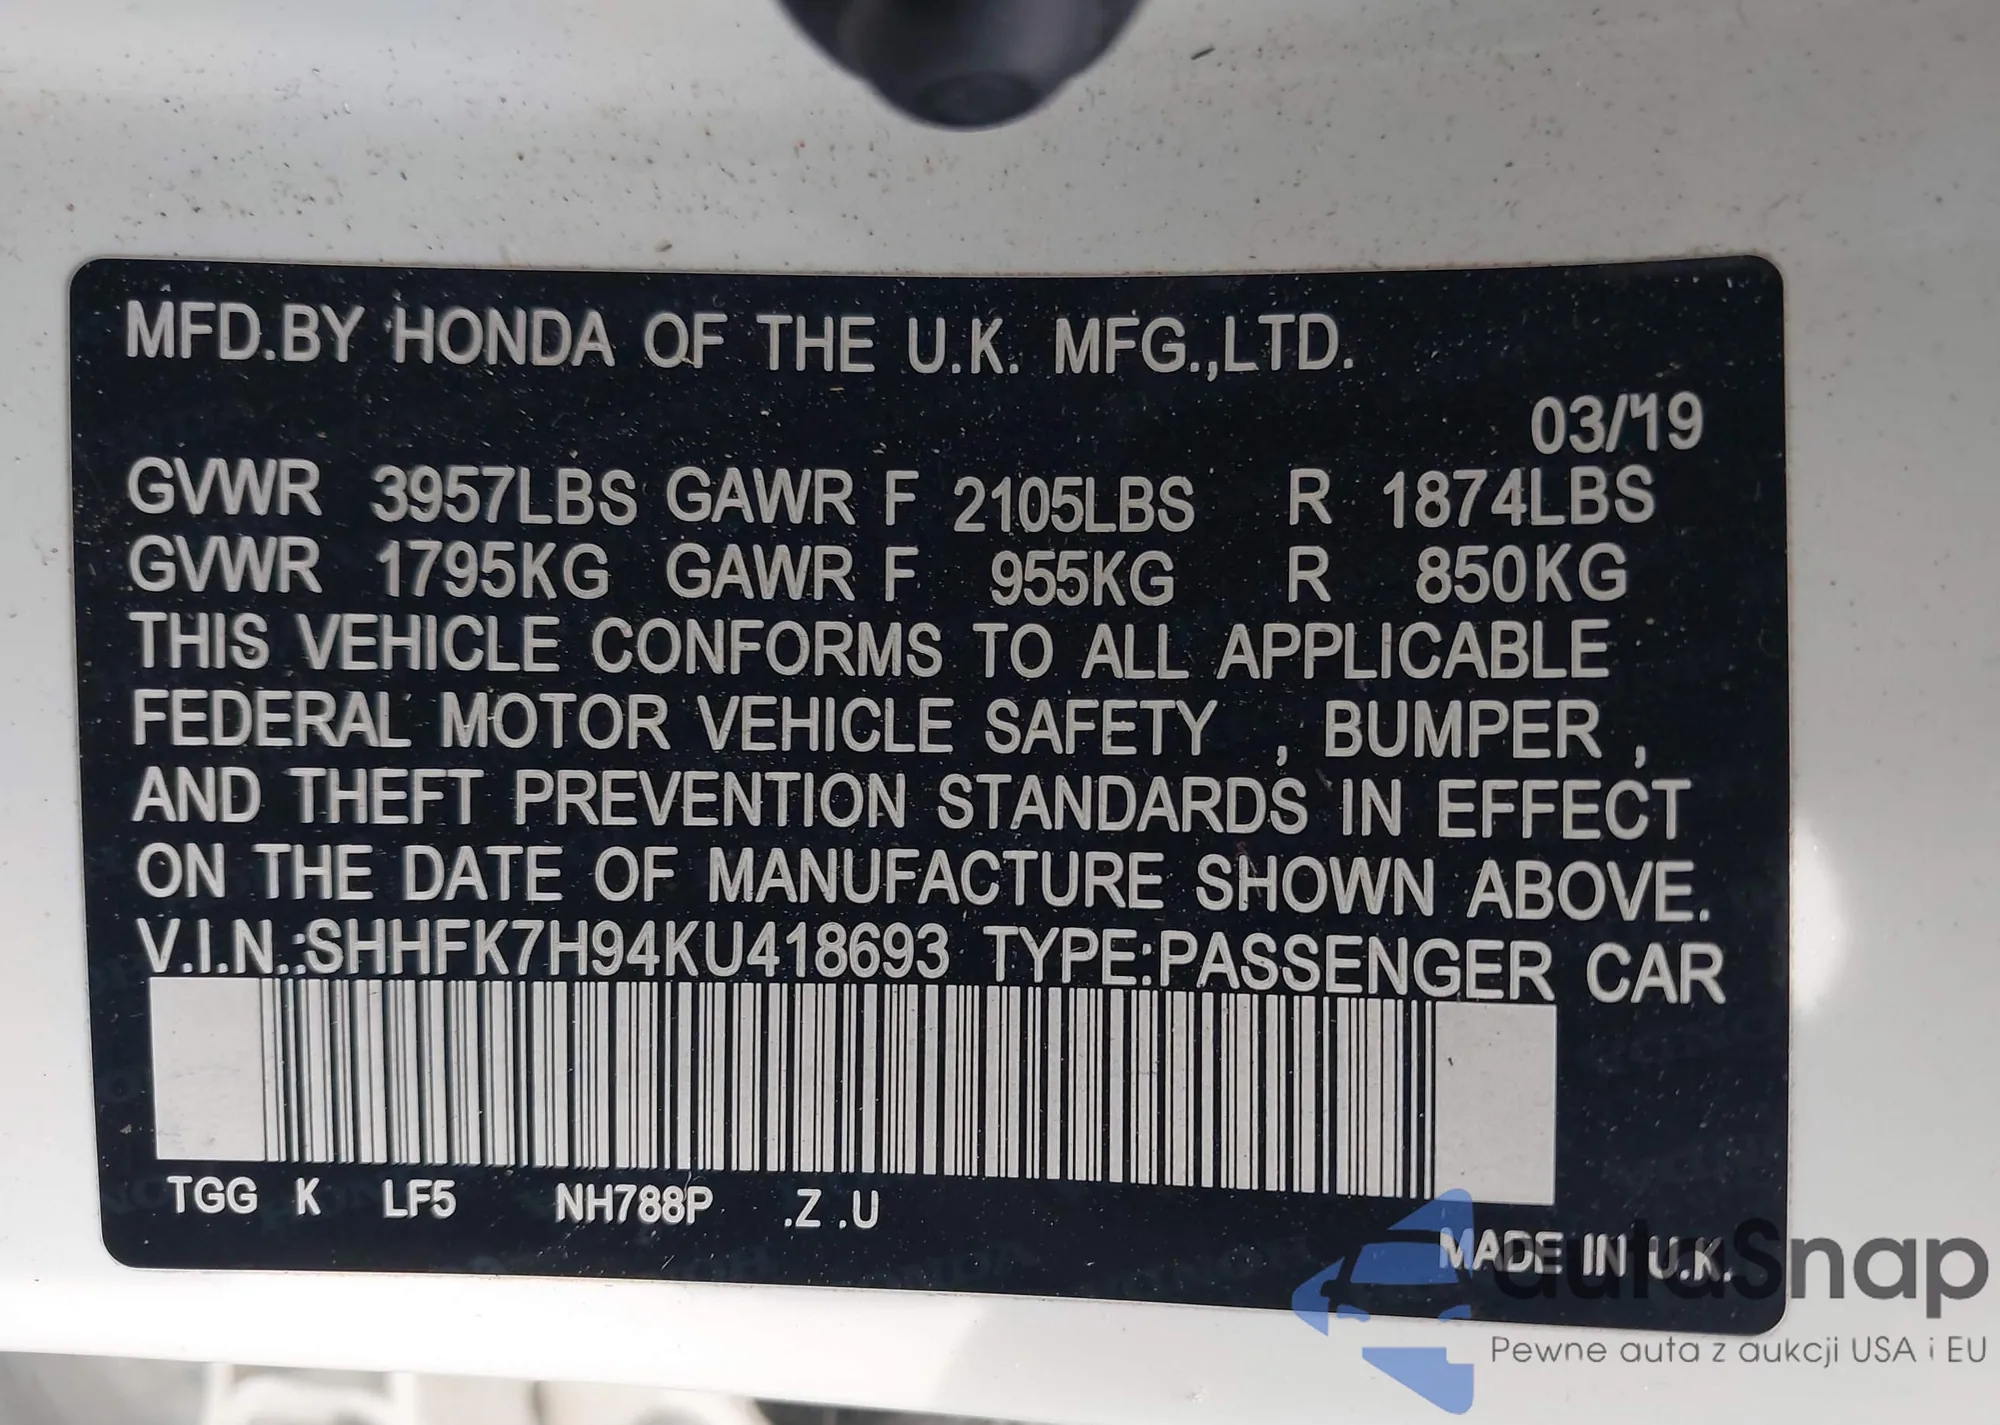 MFD.BY HONDA OF THE U.K. MFG.,LTD.
03/19
GVWR 3957LBS GAWR F 2105LBS R 1874LBS
GVWR 1795KG GAWR F 955KG R 850KG
THIS VEHICLE CONFORMS TO ALL APPLICABLE
FEDERAL MOTOR VEHICLE SAFETY , BUMPER ,
AND THEFT PREVENTION STANDARDS IN EFFECT
ON THE DATE OF MANUFACTURE SHOWN ABOVE.
V.I.N.:SHHFK7H94KU418693 TYPE:PASSENGER CAR
TGG K LF5 NH788P .Z .U
MADE IN U.K.
autaSnap
Pewne auta z aukcji USA i EU